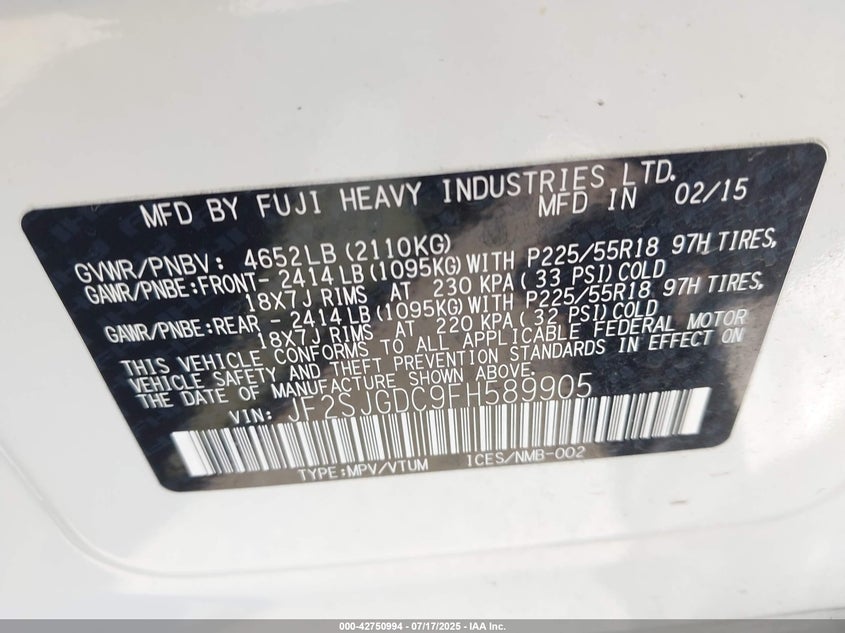 MFD BY FUJI HEAVY INDUSTRIES LTD.
MFD IN 02/15
GVWR/PNBV: 4652LB (2110KG)
GAWR/PNBE:FRONT- 2414LB (1095KG) WITH P225/55R18 97H TIRES,
18X7J RIMS AT 230 KPA ( 33 PSI) COLD
GAWR/PNBE:REAR - 2414LB (1095KG) WITH P225/55R18 97H TIRES,
18X7J RIMS AT 220 KPA ( 32 PSI) COLD
THIS VEHICLE CONFORMS TO ALL APPLICABLE FEDERAL MOTOR
VEHICLE SAFETY AND THEFT PREVENTION STANDARDS IN EFFECT ON
THE DATE OF MANUFACTURE SHOWN ABOVE.
VIN: JF2SJGDC9FH589905
TYPE:MPV/VTUM ICES/NMB-002
000-42750994 | 07/17/2025 - IAA Inc.